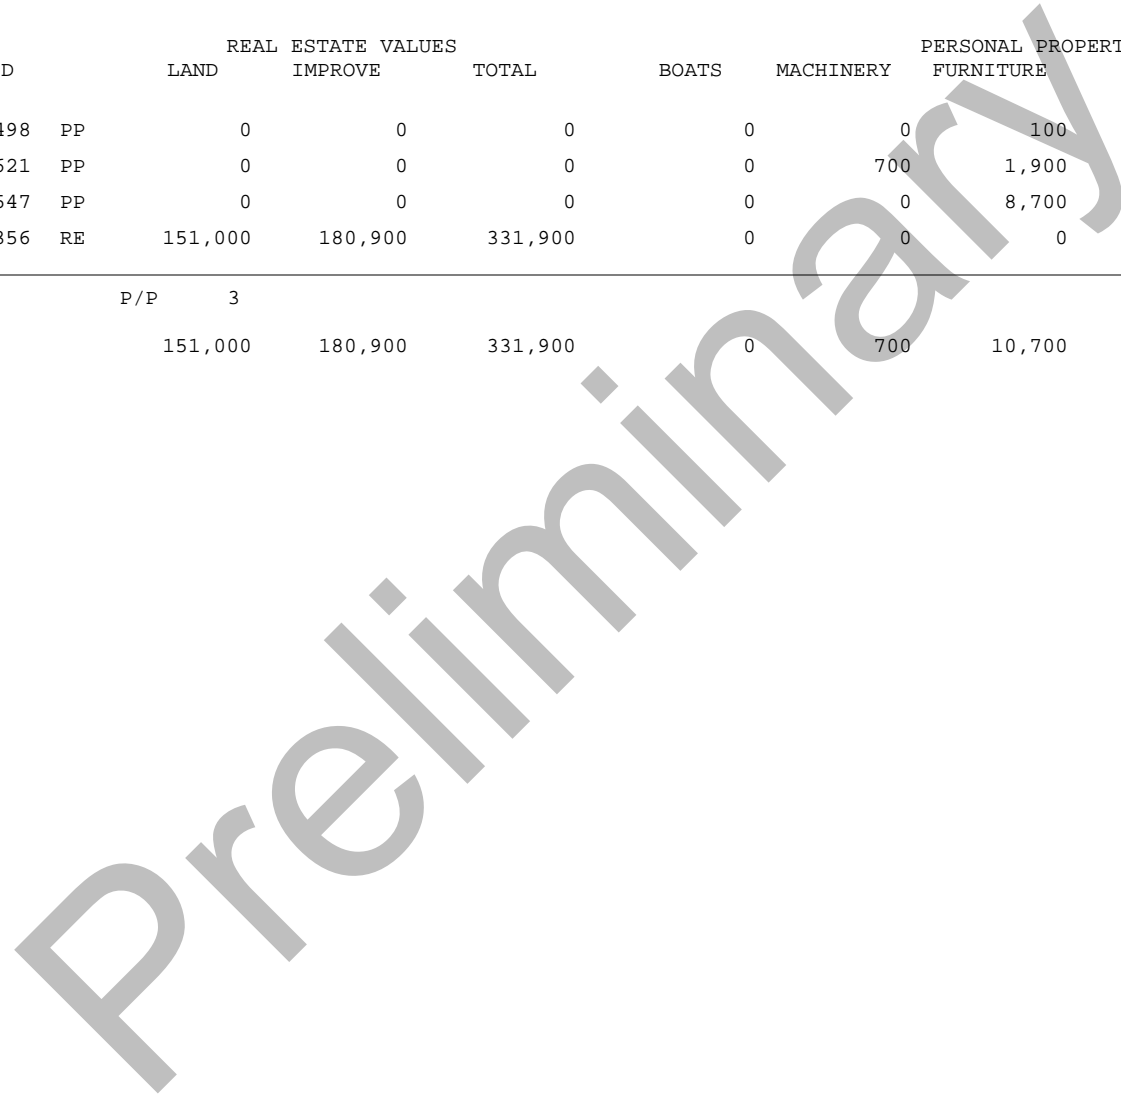 REAL ESTATE VALUES PERSONAL PROPERT
D LAND IMPROVE TOTAL BOATS MACHINERY FURNITURE
498 PP 0 0 0 0 0 100
521 PP 0 0 0 0 700 1,900
547 PP 0 0 0 0 0 8,700
356 RE 151,000 180,900 331,900 0 0 0
P/P 3
151,000 180,900 331,900 0 700 10,700
Preliminary